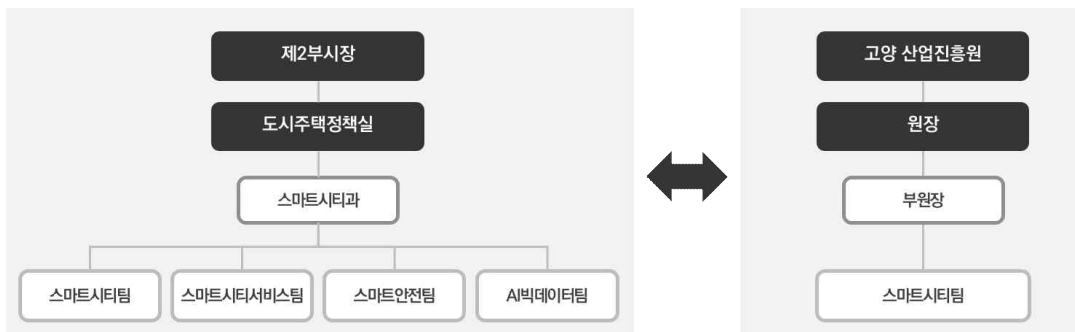 제2부시장
도시주택정책실
스마트시티과
스마트시티팀
스마트시티서비스팀
스마트안전팀
AI빅데이터팀
고양 산업진흥원
원장
부원장
스마트시티팀